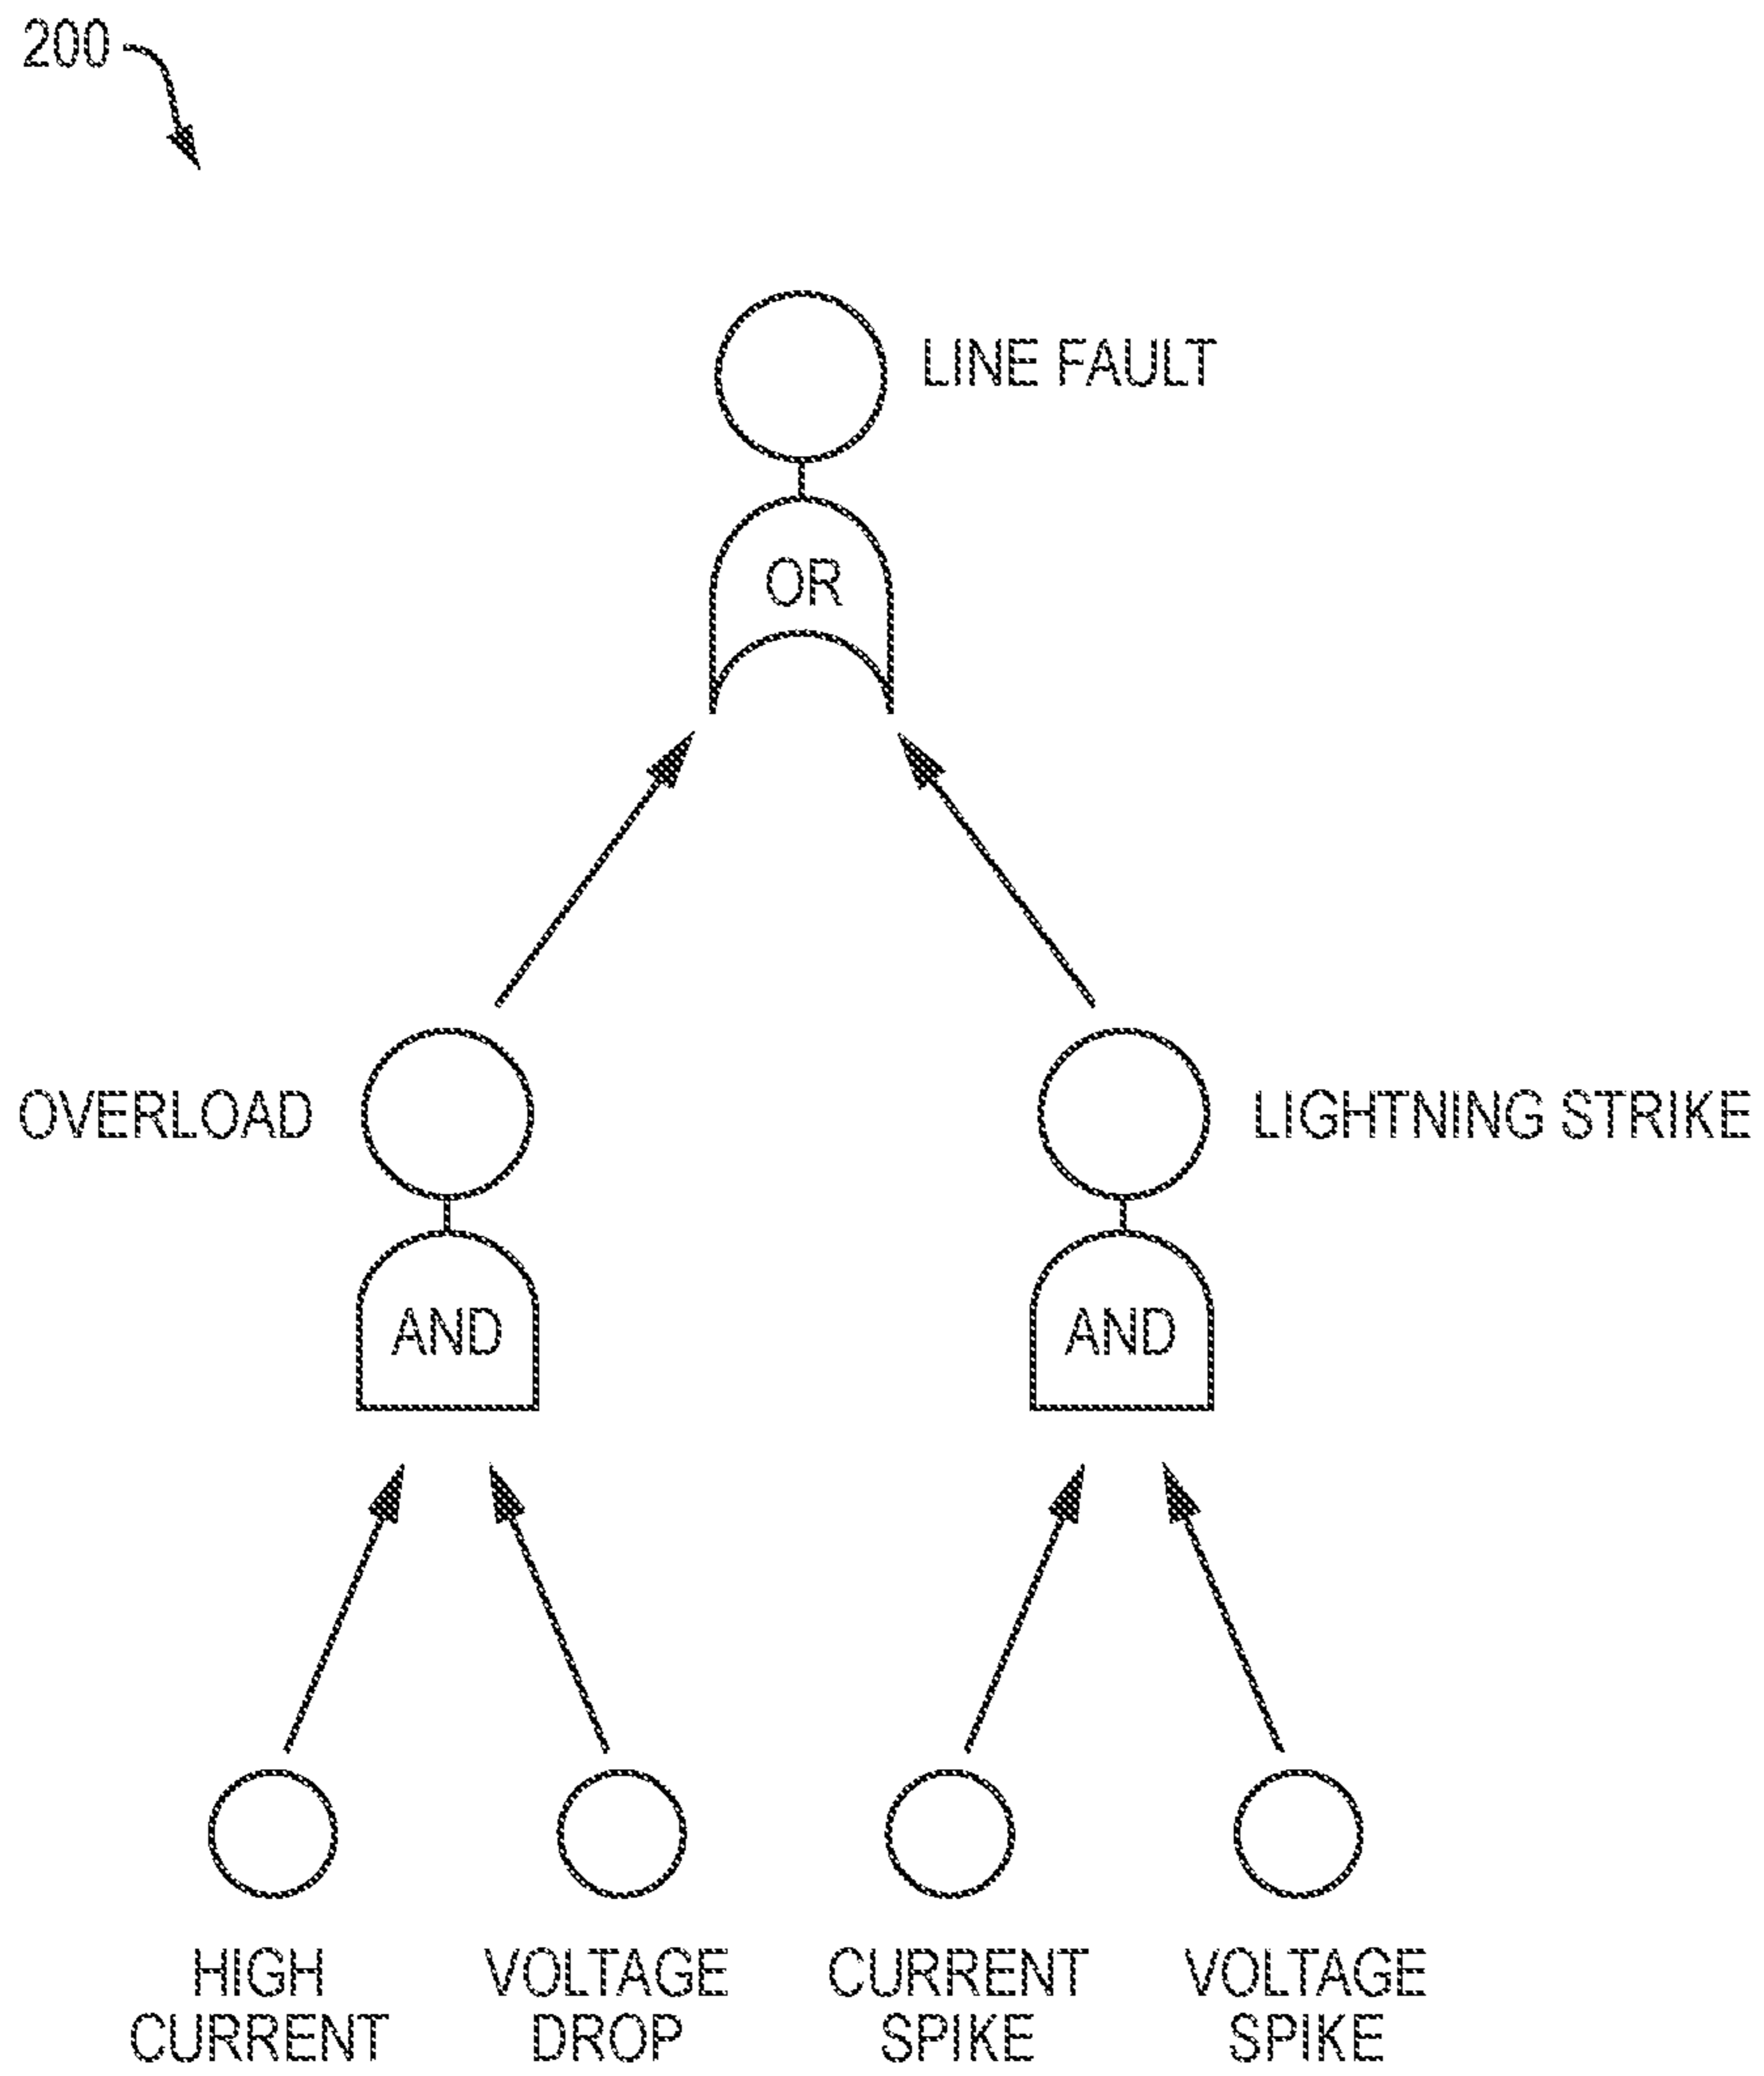 200
LINE FAULT
OR
OVERLOAD
LIGHTNING STRIKE
AND
AND
HIGH
CURRENT
VOLTAGE
DROP
CURRENT
SPIKE
VOLTAGE
SPIKE